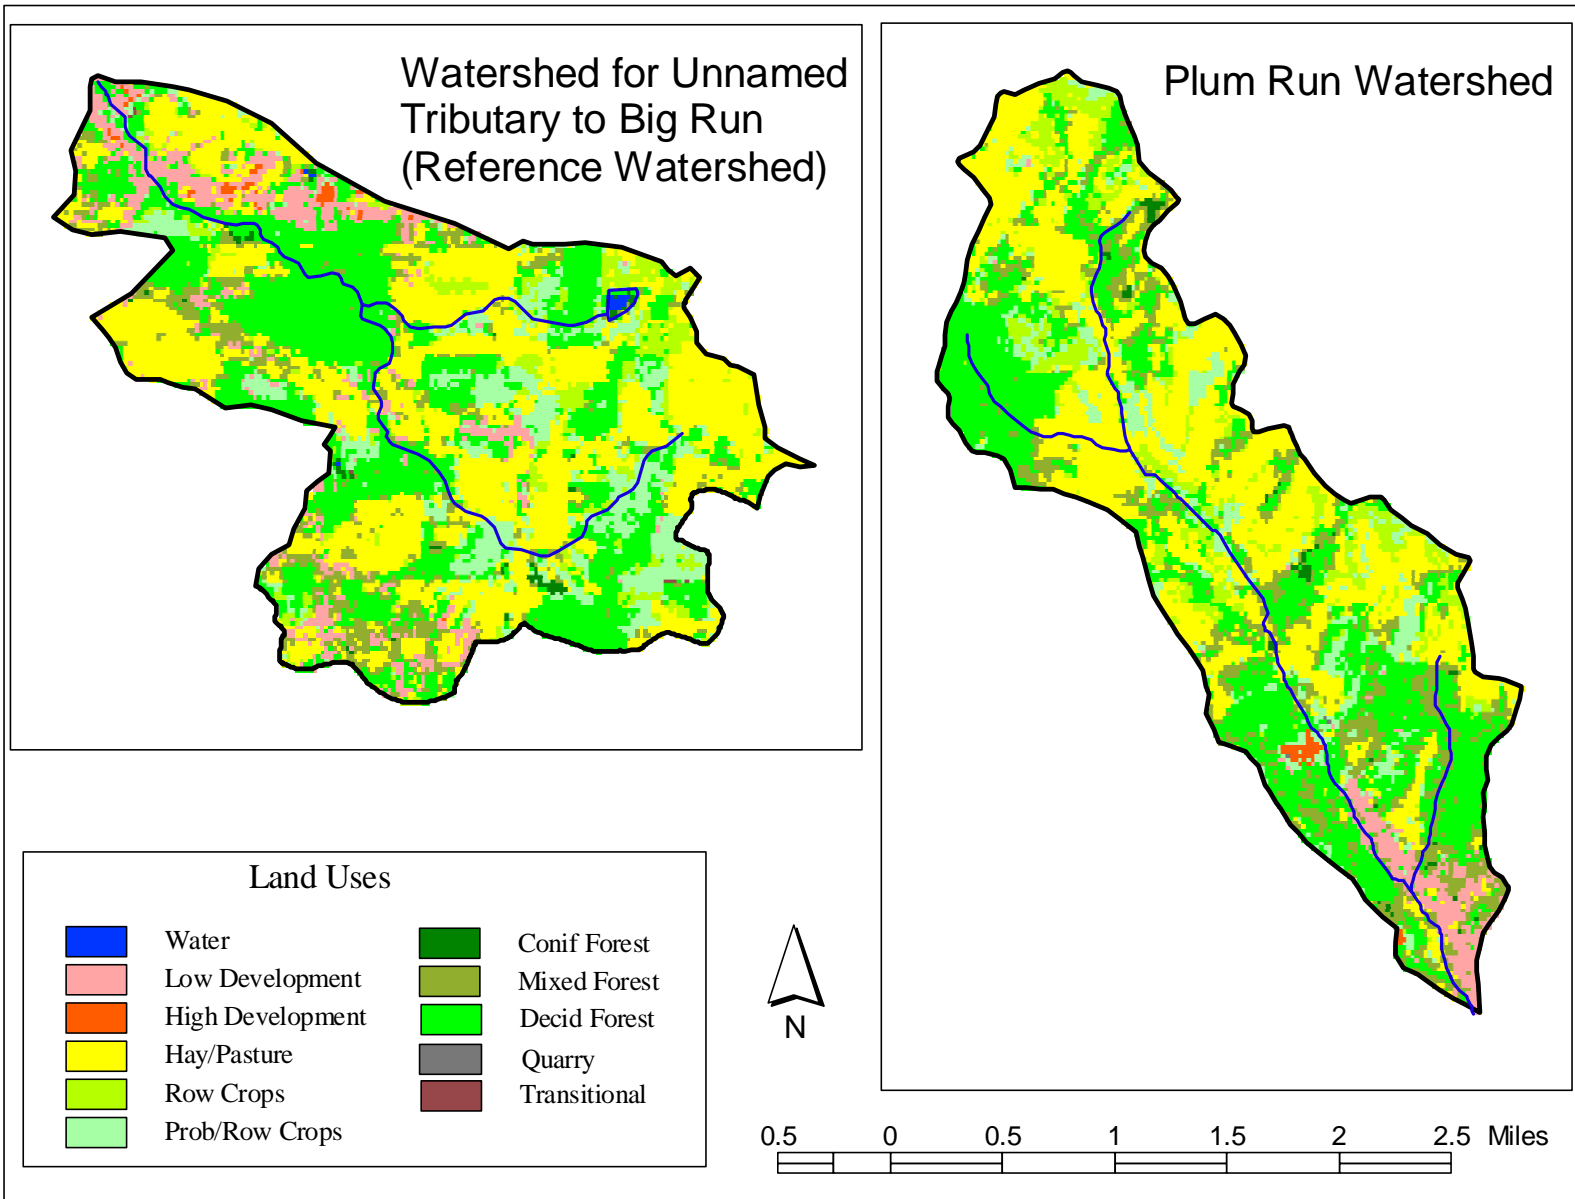 Watershed for Unnamed
Tributary to Big Run
(Reference Watershed)
Plum Run Watershed
Land Uses
Water
Low Development
High Development
Hay/Pasture
Row Crops
Prob/Row Crops
Conif Forest
Mixed Forest
Decid Forest
Quarry
Transitional
N
0.5 0 0.5 1 1.5 2 2.5 Miles